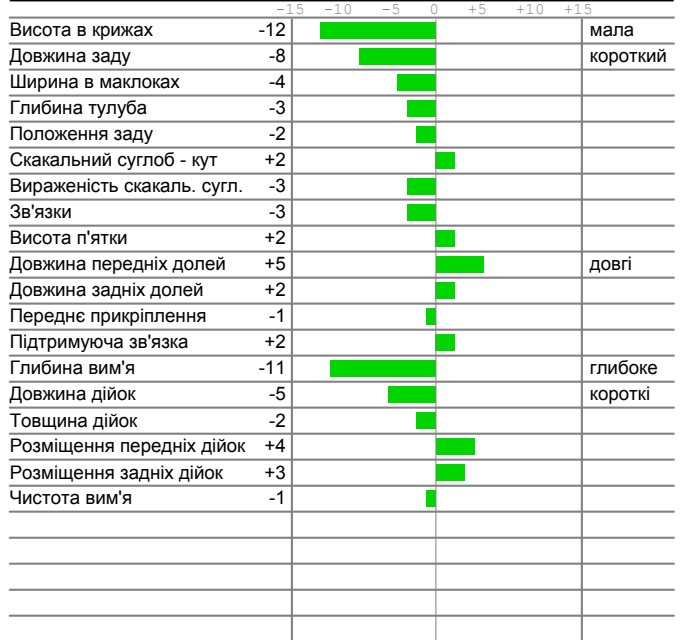 -15 -10 -5 0 +5 +10 +15
Висота в крижах -12 мала
Довжина заду -8 короткий
Ширина в маклоках -4
Глибина тулуба -3
Положення заду -2
Скакальний суглоб - кут +2
Вираженість скакаль. сугл. -3
Зв'язки -3
Висота п'ятки +2
Довжина передніх долей +5 довгі
Довжина задніх долей +2
Переднє прикріплення -1
Підтримуюча зв'язка +2
Глибина вим'я -11 глибоке
Довжина дійок -5 короткі
Товщина дійок -2
Розміщення передніх дійок +4
Розміщення задніх дійок +3
Чистота вим'я -1